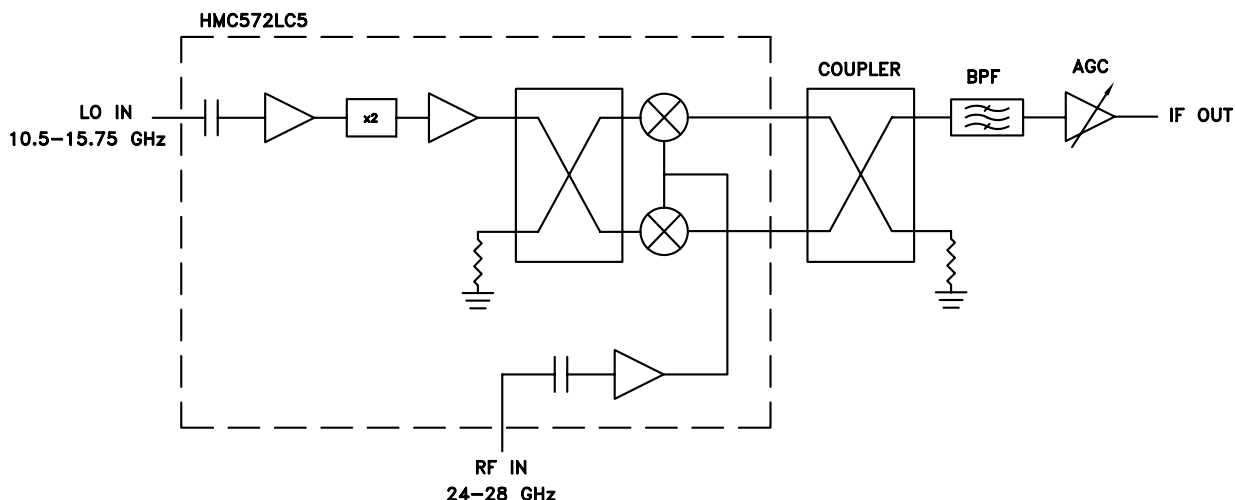 HMC572LC5
COUPLER
BPF
AGC
LO IN
10.5-15.75 GHz
x2
IF OUT
RF IN
24-28 GHz